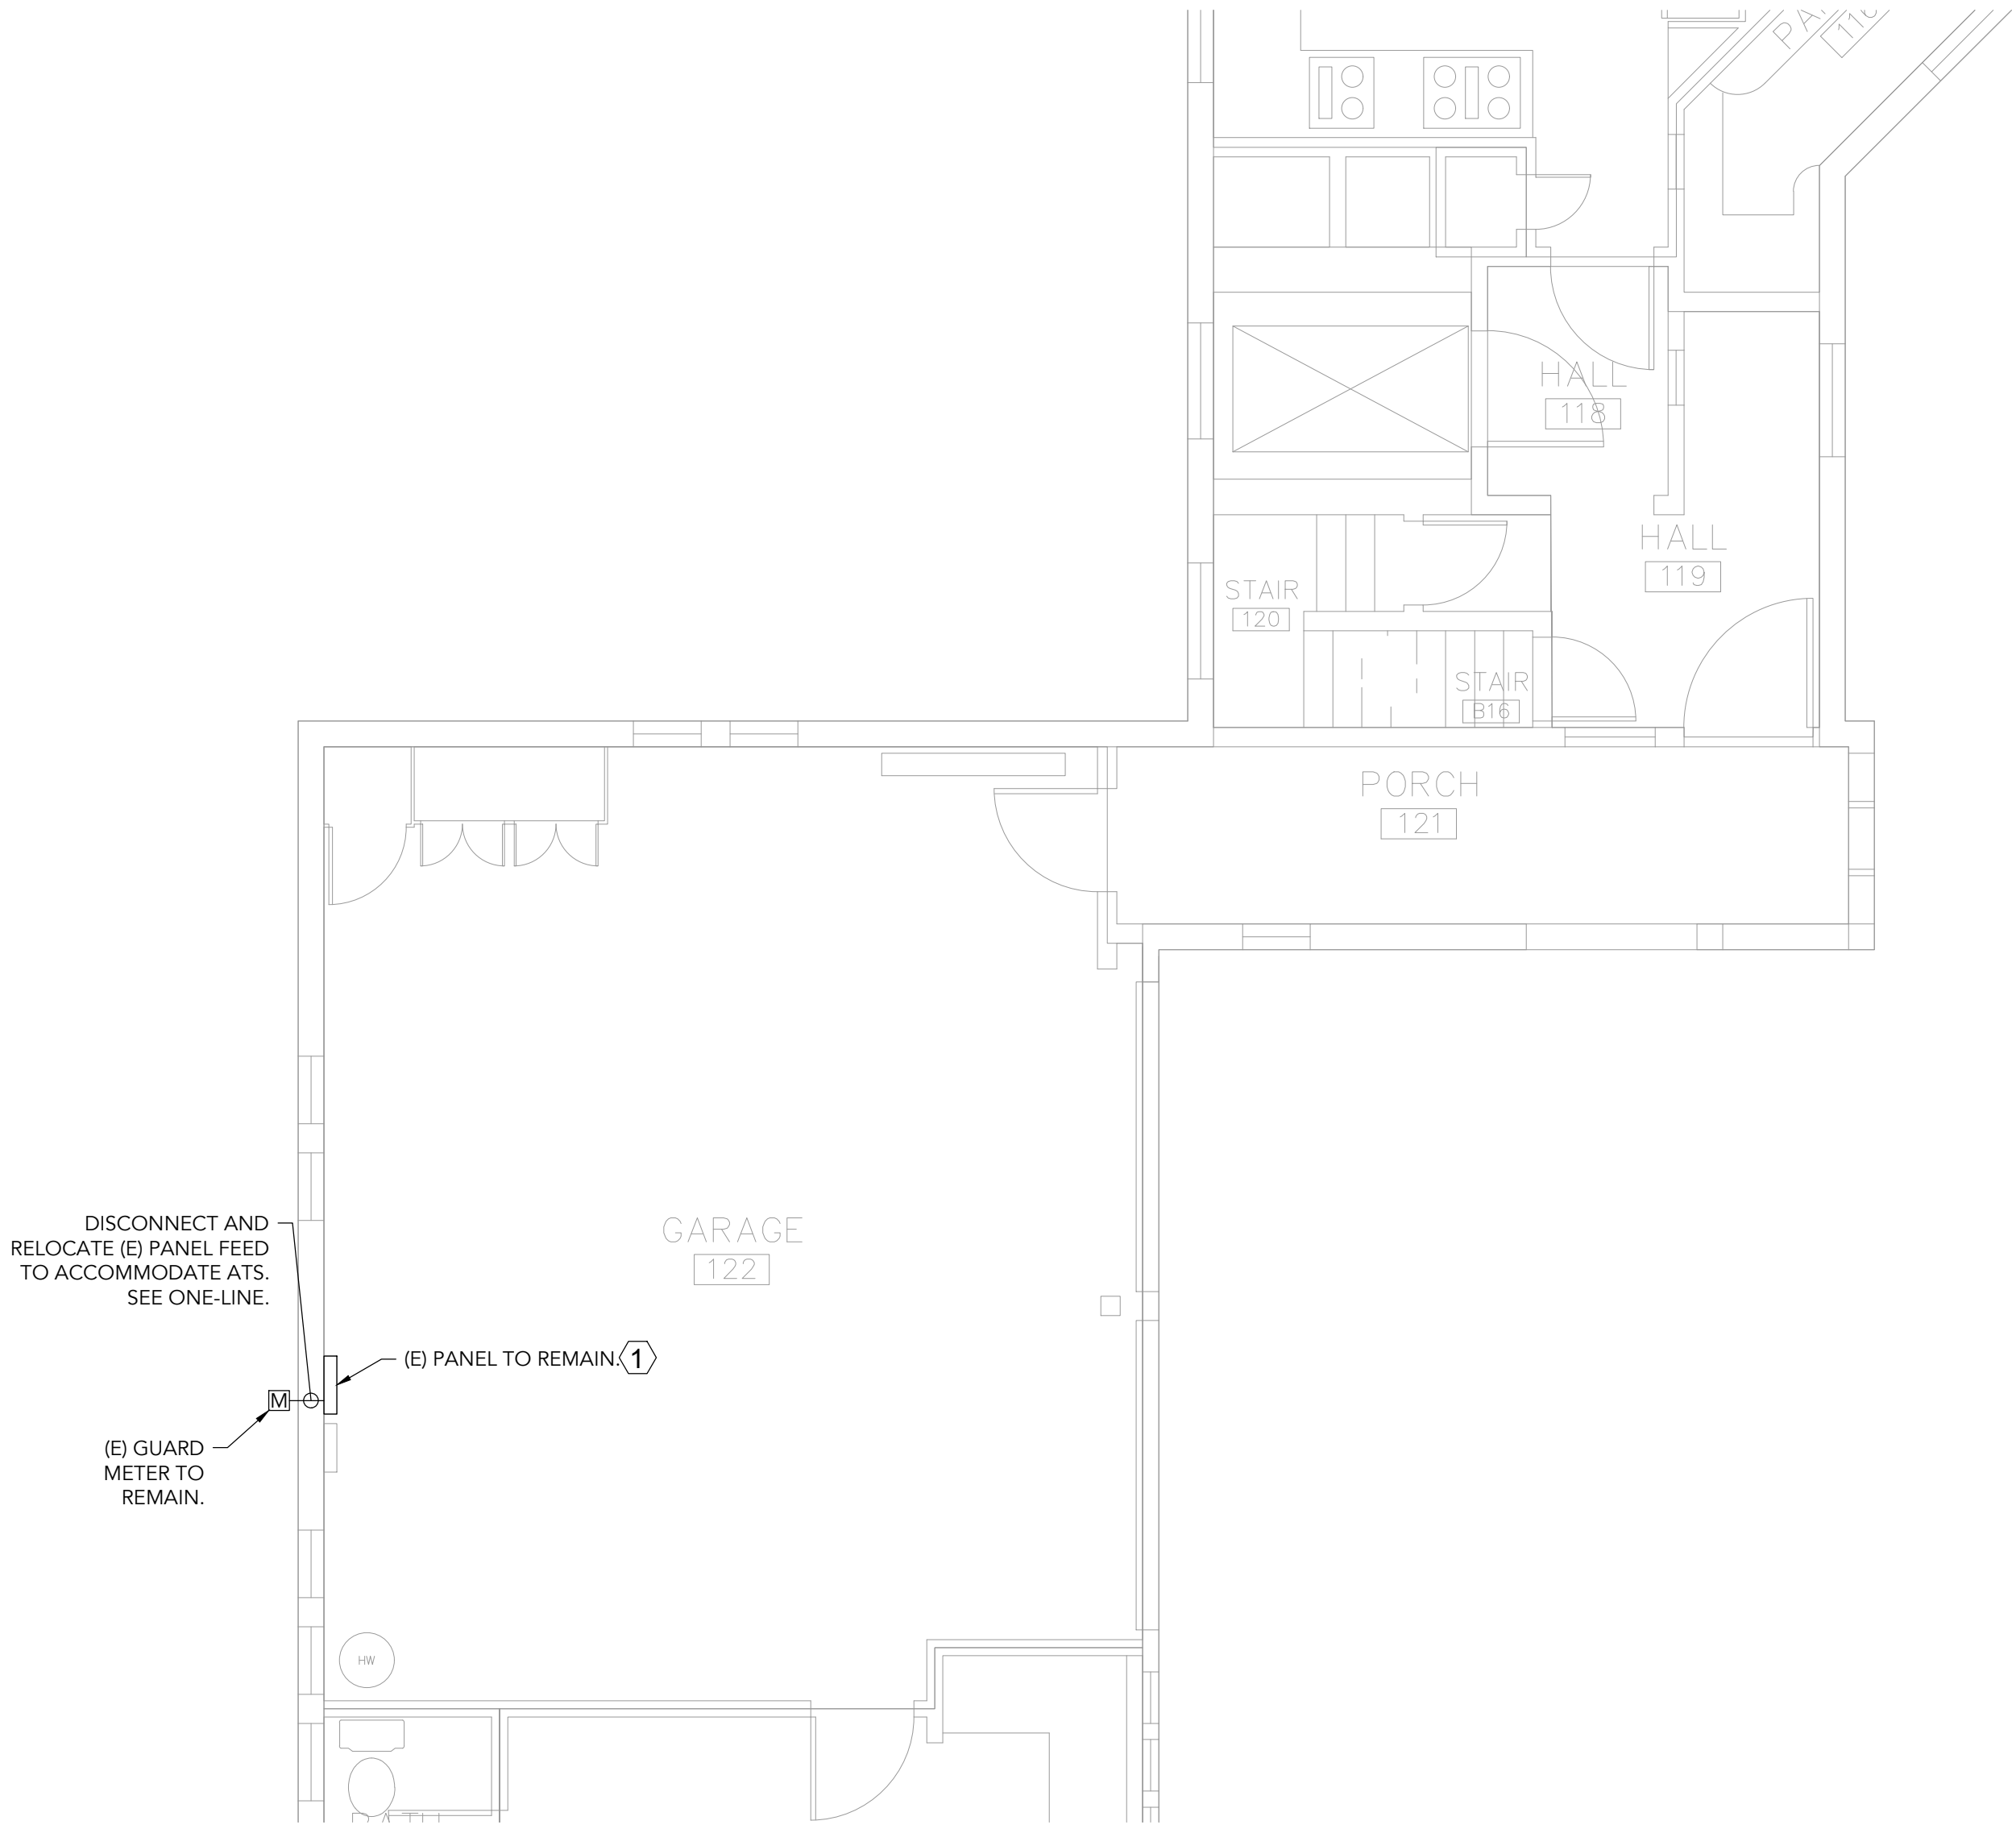 HALL
118
HALL
119
STAIR
120
STAIR
B16
PORCH
121
GARAGE
122
DISCONNECT AND
RELOCATE (E) PANEL FEED
TO ACCOMMODATE ATS.
SEE ONE-LINE.
(E) PANEL TO REMAIN.
1
M
(E) GUARD
METER TO
REMAIN.
HW